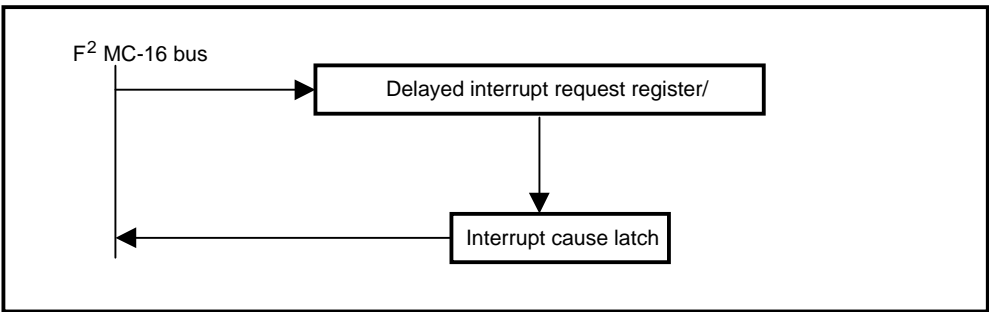 F² MC-16 bus
Delayed interrupt request register/
Interrupt cause latch